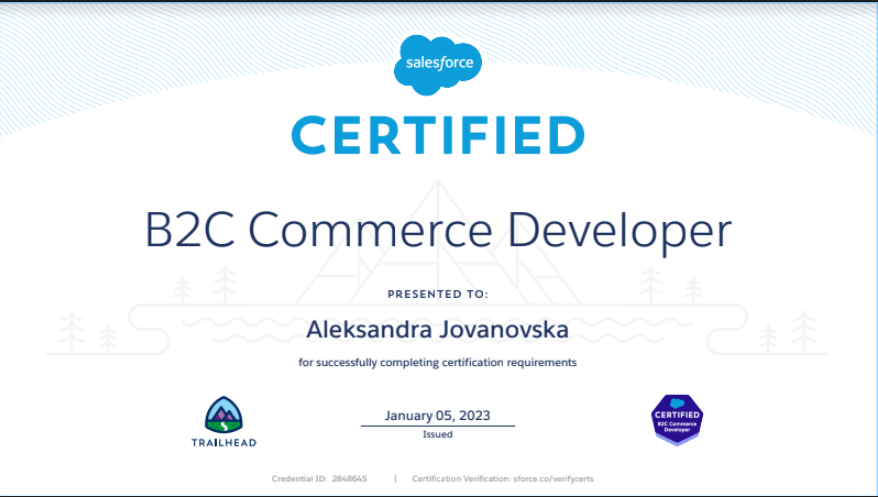 salesforce
CERTIFIED
B2C Commerce Developer
PRESENTED TO:
Aleksandra Jovanovska
for successfully completing certification requirements
January 05, 2023
Issued
TRAILHEAD
CERTIFIED
B2C Commerce
Developer
Credential ID: 2848645 | Certification Verification: sforce.co/verifycerts